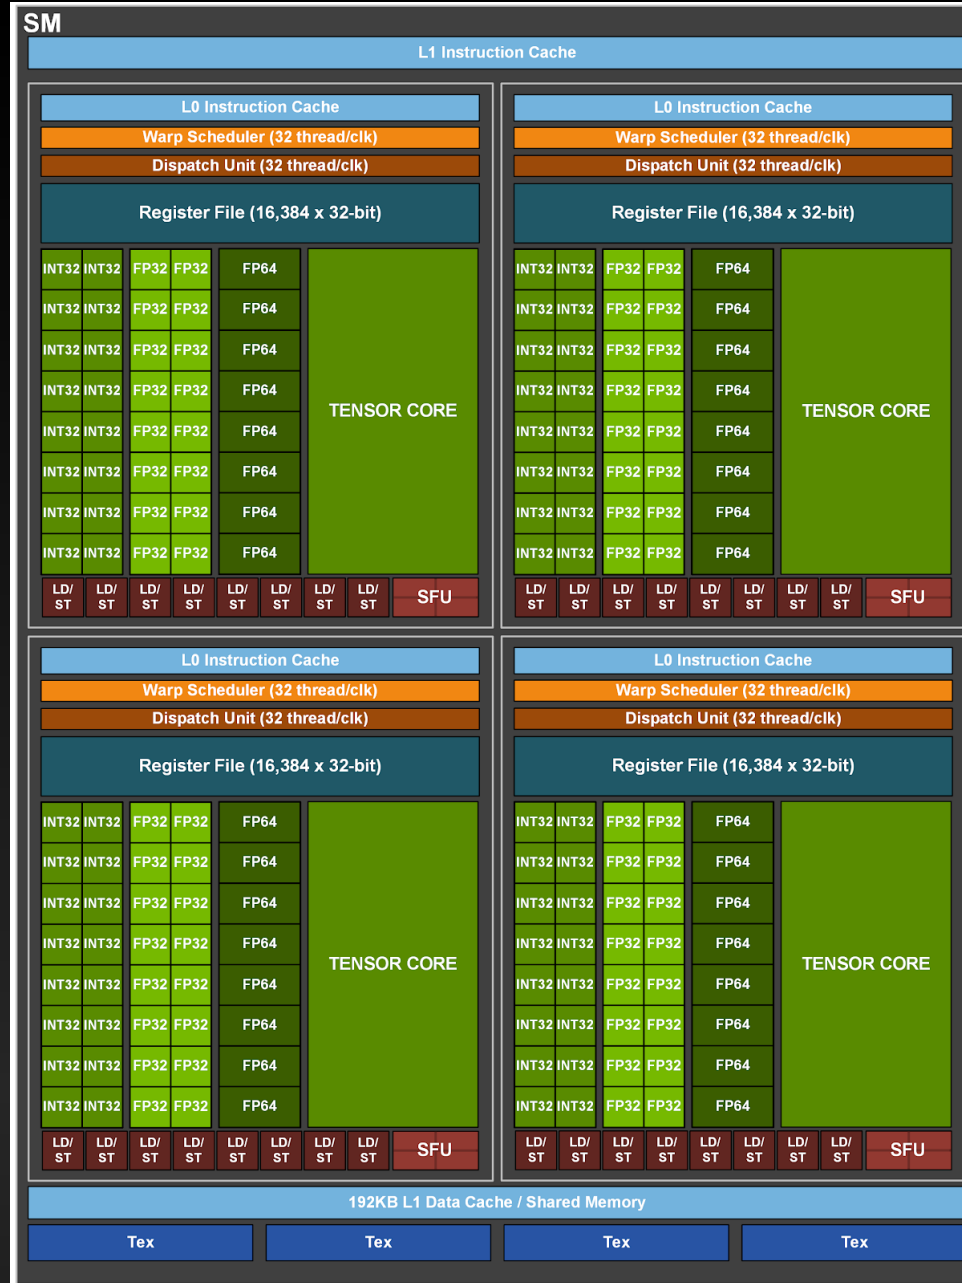 SM
L1 Instruction Cache
L0 Instruction Cache
Warp Scheduler (32 thread/clk)
Dispatch Unit (32 thread/clk)
Register File (16,384 x 32-bit)
INT32 INT32 FP32 FP32 FP64
INT32 INT32 FP32 FP32 FP64
INT32 INT32 FP32 FP32 FP64
INT32 INT32 FP32 FP32 FP64
TENSOR CORE
INT32 INT32 FP32 FP32 FP64
INT32 INT32 FP32 FP32 FP64
INT32 INT32 FP32 FP32 FP64
INT32 INT32 FP32 FP32 FP64
LD/ LD/ LD/ LD/ LD/ LD/ LD/ LD/
ST ST ST ST ST ST ST ST
SFU
L0 Instruction Cache
Warp Scheduler (32 thread/clk)
Dispatch Unit (32 thread/clk)
Register File (16,384 x 32-bit)
INT32 INT32 FP32 FP32 FP64
INT32 INT32 FP32 FP32 FP64
INT32 INT32 FP32 FP32 FP64
INT32 INT32 FP32 FP32 FP64
TENSOR CORE
INT32 INT32 FP32 FP32 FP64
INT32 INT32 FP32 FP32 FP64
INT32 INT32 FP32 FP32 FP64
INT32 INT32 FP32 FP32 FP64
LD/ LD/ LD/ LD/ LD/ LD/ LD/ LD/
ST ST ST ST ST ST ST ST
SFU
L0 Instruction Cache
Warp Scheduler (32 thread/clk)
Dispatch Unit (32 thread/clk)
Register File (16,384 x 32-bit)
INT32 INT32 FP32 FP32 FP64
INT32 INT32 FP32 FP32 FP64
INT32 INT32 FP32 FP32 FP64
INT32 INT32 FP32 FP32 FP64
TENSOR CORE
INT32 INT32 FP32 FP32 FP64
INT32 INT32 FP32 FP32 FP64
INT32 INT32 FP32 FP32 FP64
INT32 INT32 FP32 FP32 FP64
LD/ LD/ LD/ LD/ LD/ LD/ LD/ LD/
ST ST ST ST ST ST ST ST
SFU
L0 Instruction Cache
Warp Scheduler (32 thread/clk)
Dispatch Unit (32 thread/clk)
Register File (16,384 x 32-bit)
INT32 INT32 FP32 FP32 FP64
INT32 INT32 FP32 FP32 FP64
INT32 INT32 FP32 FP32 FP64
INT32 INT32 FP32 FP32 FP64
TENSOR CORE
INT32 INT32 FP32 FP32 FP64
INT32 INT32 FP32 FP32 FP64
INT32 INT32 FP32 FP32 FP64
INT32 INT32 FP32 FP32 FP64
LD/ LD/ LD/ LD/ LD/ LD/ LD/ LD/
ST ST ST ST ST ST ST ST
SFU
192KB L1 Data Cache / Shared Memory
Tex Tex Tex Tex